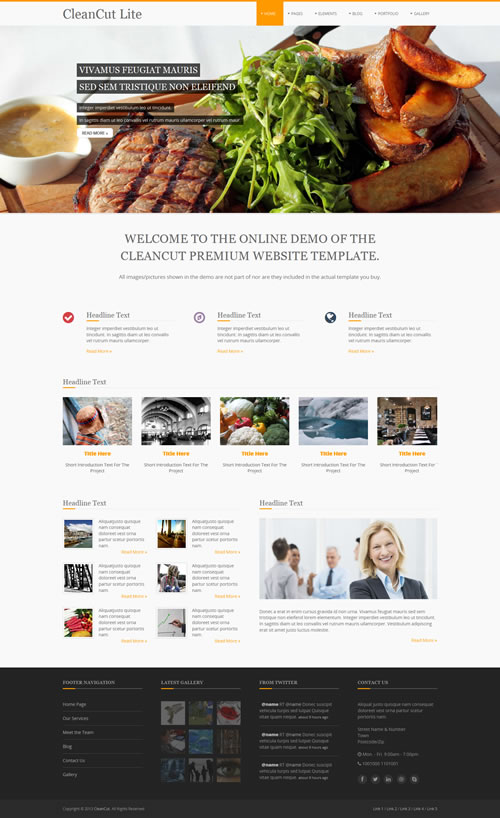 CleanCut Lite
HOME PAGES ELEMENTS BLOG PORTFOLIO GALLERY
VIVAMUS FEUGIAT MAURIS
SED SEM TRISTIQUE NON ELEIFEND
Integer imperdiet vestibulum leo ut tincidunt.
In sagittis diam ut leo convallis vel rutrum mauris ullamcorper.
READ MORE »
WELCOME TO THE ONLINE DEMO OF THE
CLEANCUT PREMIUM WEBSITE TEMPLATE.
All images/pictures shown in the demo are not part of nor are they included in the actual template you buy.
Headline Text
Integer imperdiet vestibulum leo ut
tincidunt. In sagittis diam ut leo convallis
vel rutrum mauris ullamcorper.
Read More »
Headline Text
Integer imperdiet vestibulum leo ut
tincidunt. In sagittis diam ut leo convallis
vel rutrum mauris ullamcorper.
Read More »
Headline Text
Integer imperdiet vestibulum leo ut
tincidunt. In sagittis diam ut leo convallis
vel rutrum mauris ullamcorper.
Read More »
Headline Text
Title Here
Short Introduction Text For The
Project
Title Here
Short Introduction Text For The
Project
Title Here
Short Introduction Text For The
Project
Title Here
Short Introduction Text For The
Project
Title Here
Short Introduction Text For The
Project
Headline Text
Aliquatjusto quisque
nam consequat
doloreet vest orna
partur scetur portortis
nam.
Read More »
Aliquatjusto quisque
nam consequat
doloreet vest orna
partur scetur portortis
nam.
Read More »
Aliquatjusto quisque
nam consequat
doloreet vest orna
partur scetur portortis
nam.
Read More »
Aliquatjusto quisque
nam consequat
doloreet vest orna
partur scetur portortis
nam.
Read More »
Aliquatjusto quisque
nam consequat
doloreet vest orna
partur scetur portortis
nam.
Read More »
Aliquatjusto quisque
nam consequat
doloreet vest orna
partur scetur portortis
nam.
Read More »
Headline Text
Donec a erat in enim cursus gravida id non urna. Vivamus feugiat mauris sed sem
tristique non eleifend lorem elementum. Integer imperdiet vestibulum leo ut tincidunt.
In sagittis diam ut leo convallis vel rutrum mauris ullamcorper. Vestibulum adipiscing
erat sit amet justo luctus molestie.
Read More »
FOOTER NAVIGATION
Home Page
Our Services
Meet the Team
Blog
Contact Us
Gallery
LATEST GALLERY
FROM TWITTER
@name RT @name Donec suscipit
vehicula turpis sed lutpat Quisque
vitae quam neque. about 9 hours ago
@name RT @name Donec suscipit
vehicula turpis sed lutpat Quisque
vitae quam neque. about 9 hours ago
@name RT @name Donec suscipit
vehicula turpis sed lutpat Quisque
vitae quam neque. about 9 hours ago
CONTACT US
Aliquat justo quisque nam consequat
doloreet vest orna partur scetur
portortis nam.
Street Name & Number
Town
Postcode/Zip
Mon. - Fri. 9:00am - 7:00pm
1001000 1101001
Copyright © 2013 CleanCut. All Rights Reserved
Link 1 / Link 2 / Link 3 / Link 4 / Link 5